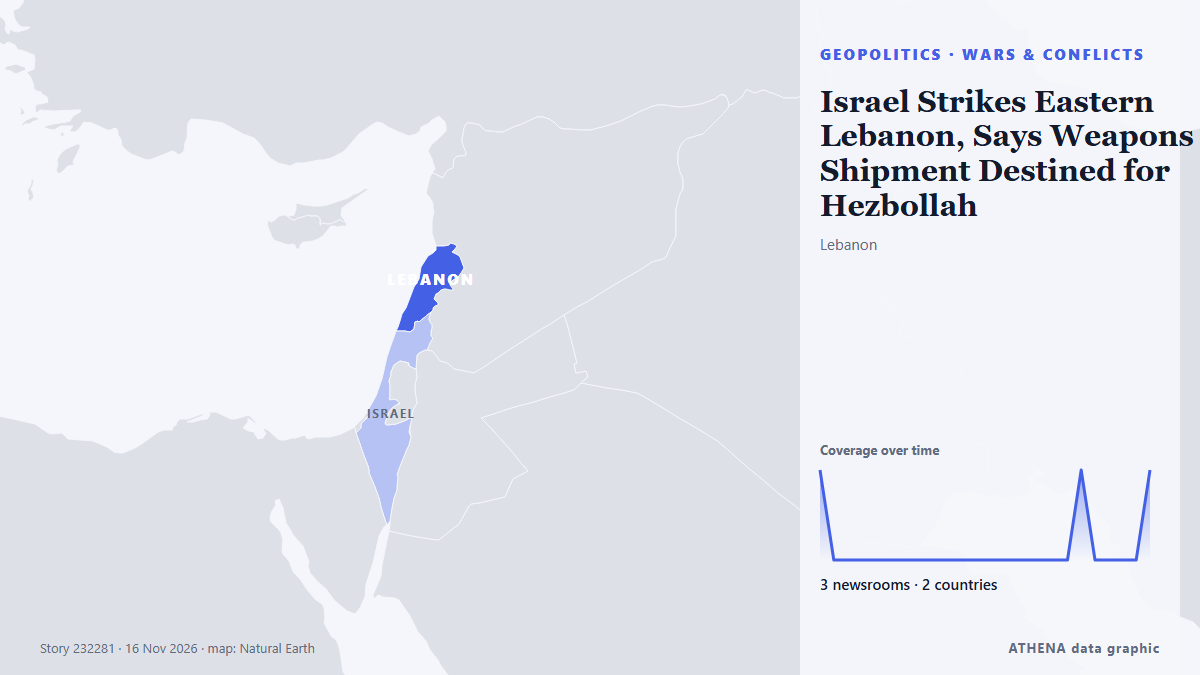 GEOPOLITICS · WARS & CONFLICTS
Israel Strikes Eastern
Lebanon, Says Weapons
Shipment Destined for
Hezbollah
Lebanon
LEBANON
ISRAEL
Coverage over time
3 newsrooms · 2 countries
Story 232281 · 16 Nov 2026 · map: Natural Earth
ATHENA data graphic